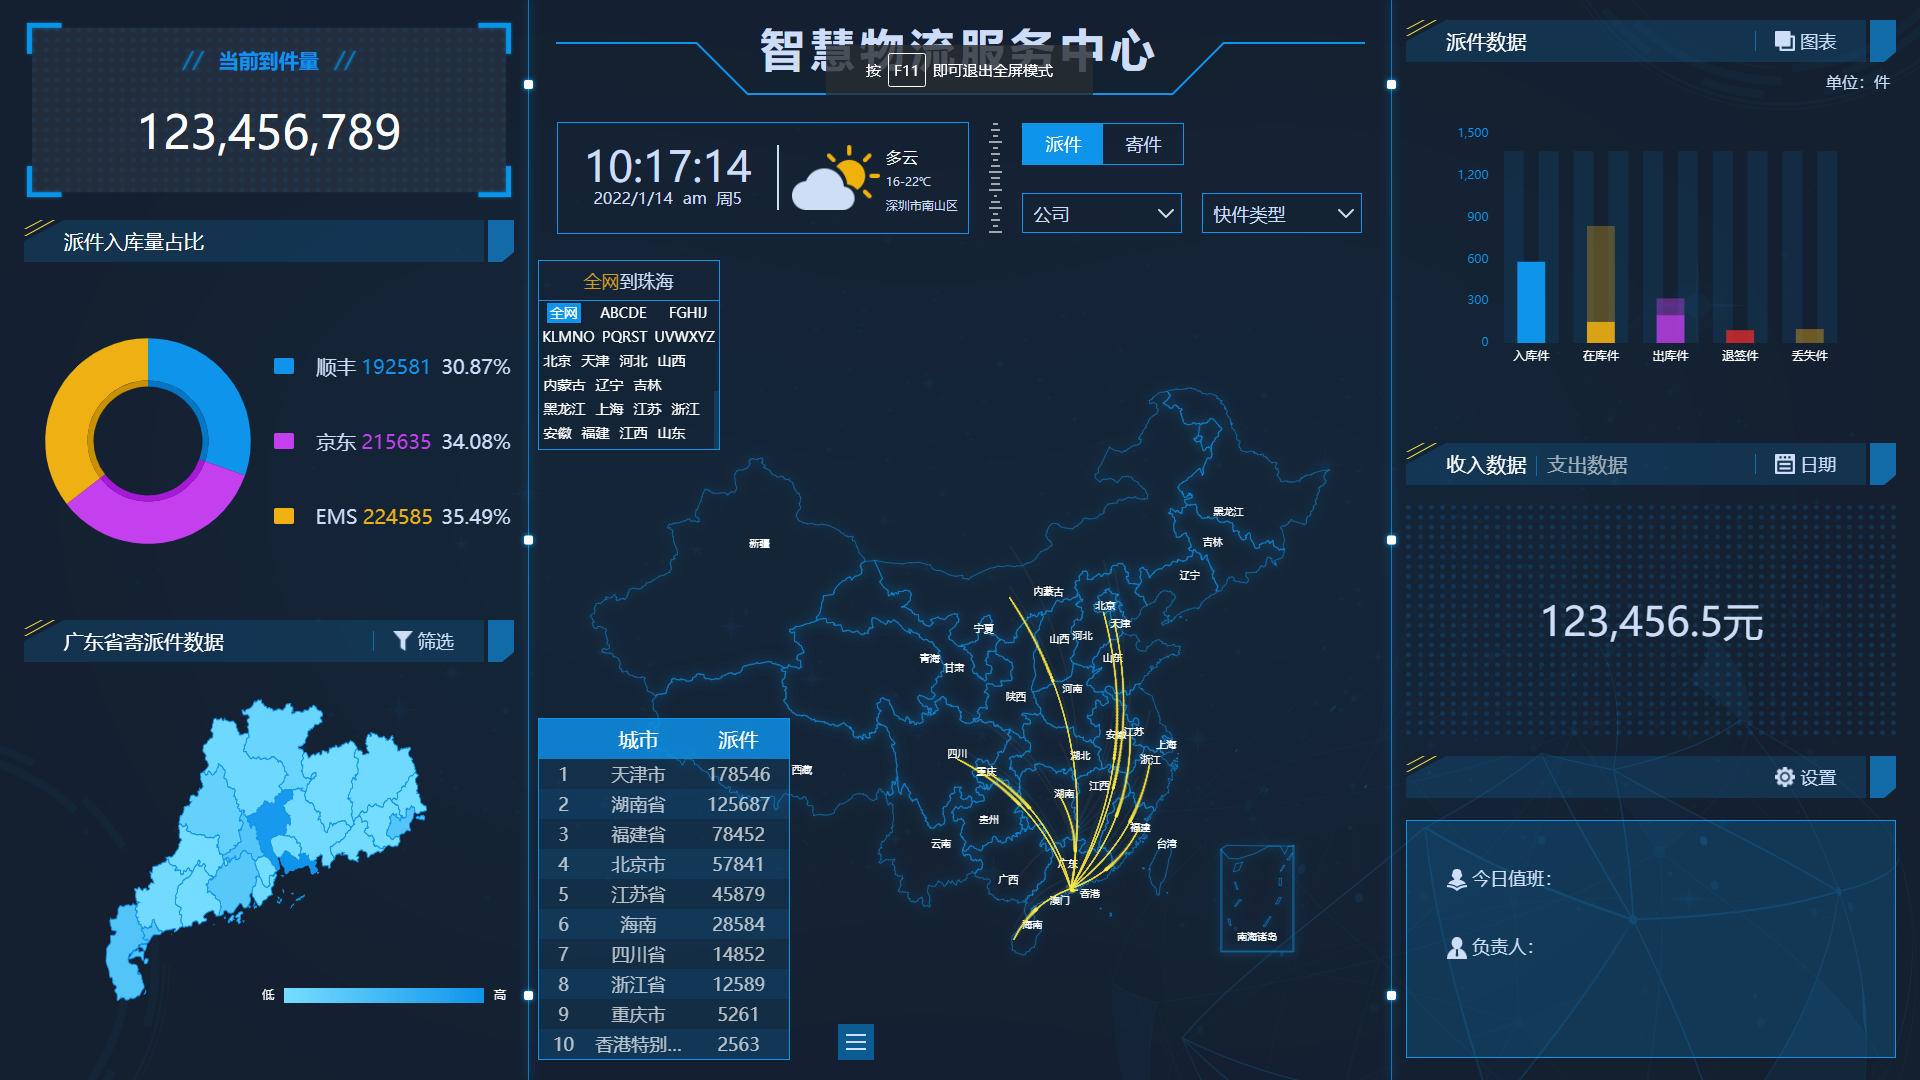 // 当前到件量 //
123,456,789
派件入库量占比
顺丰 192581 30.87%
京东 215635 34.08%
EMS 224585 35.49%
广东省寄派件数据
筛选
低
高
智慧物流服务中心
按 F11 即可退出全屏模式
10:17:14
2022/1/14 am 周5
多云
16-22℃
深圳市南山区
派件 寄件
公司
快件类型
全网到珠海
全网 ABCDE FGHIJ
KLMNO PQRST UVWXYZ
北京 天津 河北 山西
内蒙古 辽宁 吉林
黑龙江 上海 江苏 浙江
安徽 福建 江西 山东
黑龙江
新疆
吉林
辽宁
内蒙古
北京
天津
宁夏
山西
河北
青海
甘肃
山东
陕西
河南
安徽
江苏
上海
四川
湖北
浙江
西藏
重庆
湖南
江西
贵州
福建
云南
台湾
广东
广西
香港
澳门
海南
南海诸岛
城市 派件
1 天津市 178546
2 湖南省 125687
3 福建省 78452
4 北京市 57841
5 江苏省 45879
6 海南 28584
7 四川省 14852
8 浙江省 12589
9 重庆市 5261
10 香港特别... 2563
派件数据
图表
单位：件
1,500
1,200
900
600
300
0
入库件 在库件 出库件 退签件 丢失件
收入数据 支出数据
日期
123,456.5元
设置
今日值班：
负责人：